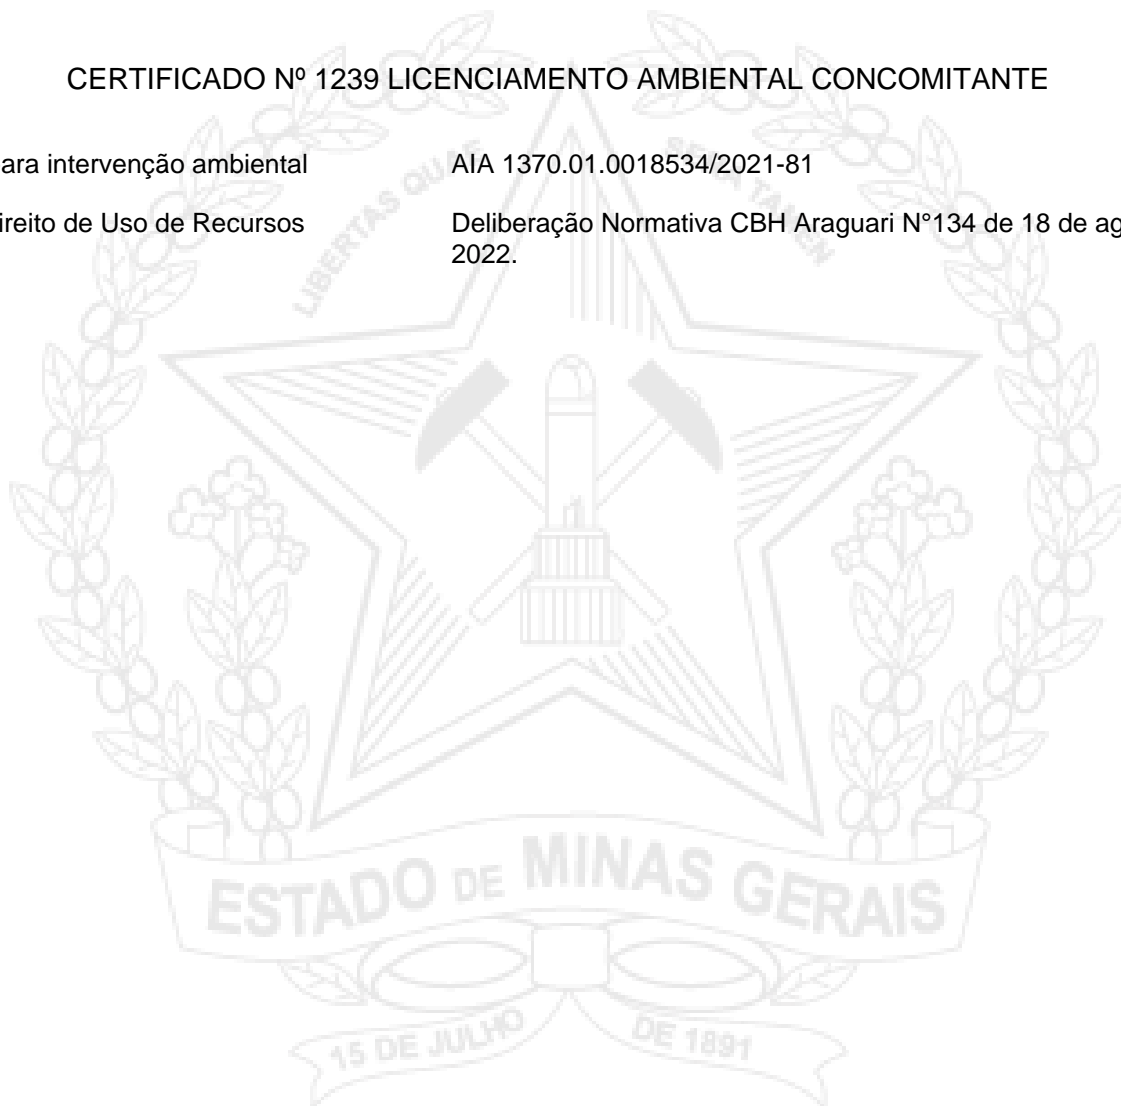 CERTIFICADO Nº 1239 LICENCIAMENTO AMBIENTAL CONCOMITANTE
ara intervenção ambiental AIA 1370.01.0018534/2021-81
ireito de Uso de Recursos Deliberação Normativa CBH Araguari N°134 de 18 de ag
2022.
LIBERTAS QUAE SERA TAMEN
ESTADO DE MINAS GERAIS
15 DE JULHO DE 1891